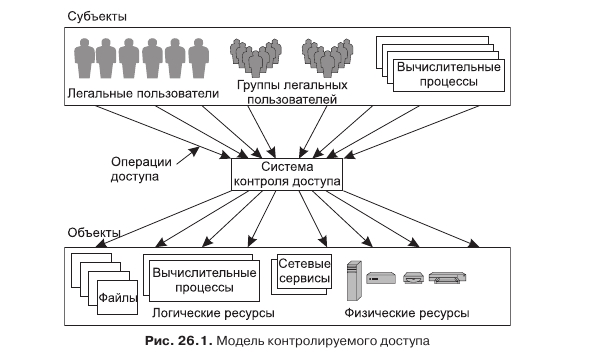 Субъекты
Легальные пользователи
Группы легальных
пользователей
Вычислительные
процессы
Операции
доступа
Система
контроля доступа
Объекты
Файлы
Вычислительные
процессы
Сетевые
сервисы
Логические ресурсы
Физические ресурсы
Рис. 26.1. Модель контролируемого доступа